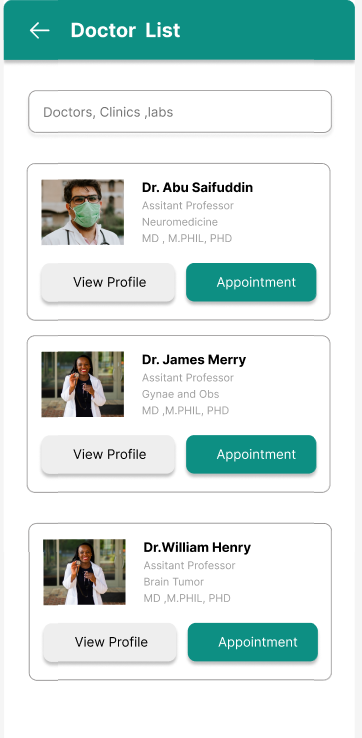 Doctor List
Doctors, Clinics ,labs
Dr. Abu Saifuddin
Assitant Professor
Neuromedicine
MD , M.PHIL, PHD
View Profile
Appointment
Dr. James Merry
Assitant Professor
Gynae and Obs
MD ,M.PHIL, PHD
View Profile
Appointment
Dr.William Henry
Assitant Professor
Brain Tumor
MD ,M.PHIL, PHD
View Profile
Appointment